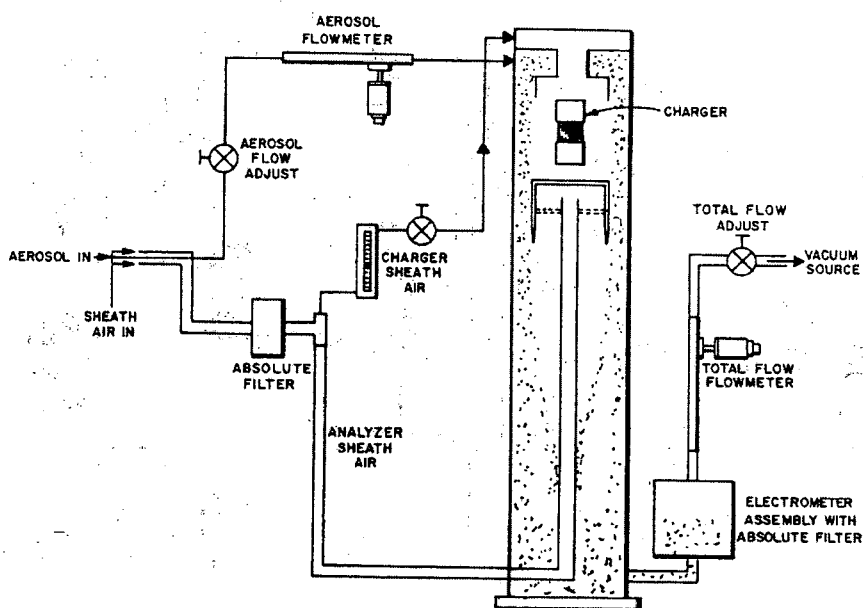 AEROSOL
FLOWMETER
CHARGER
AEROSOL
FLOW
ADJUST
TOTAL FLOW
ADJUST
VACUUM
SOURCE
AEROSOL IN
CHARGER
SHEATH
AIR
SHEATH
AIR IN
ABSOLUTE
FILTER
TOTAL FLOW
FLOWMETER
ANALYZER
SHEATH
AIR
ELECTROMETER
ASSEMBLY WITH
ABSOLUTE FILTER